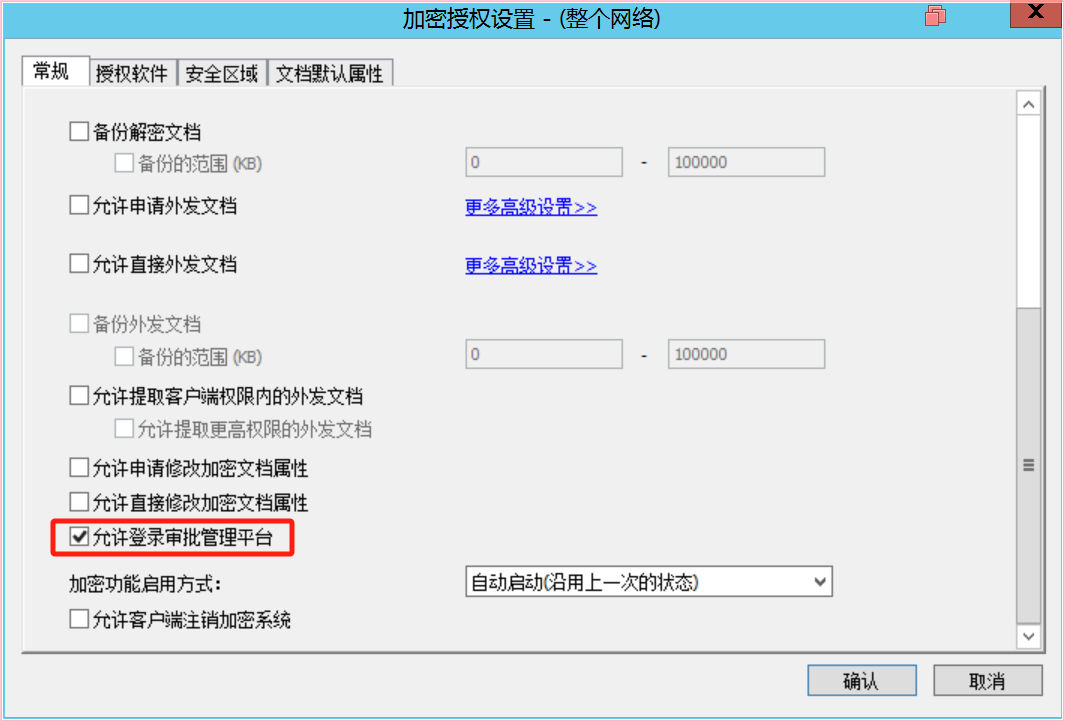 加密授权设置 - (整个网络)
常规 授权软件 安全区域 文档默认属性
备份解密文档
备份的范围(KB) 0 - 100000
允许申请外发文档 更多高级设置>>
允许直接外发文档 更多高级设置>>
备份外发文档
备份的范围(KB) 0 - 100000
允许提取客户端权限内的外发文档
允许提取更高权限的外发文档
允许申请修改加密文档属性
允许直接修改加密文档属性
允许登录审批管理平台
加密功能启用方式: 自动启动(沿用上一次的状态)
允许客户端注销加密系统
确认 取消